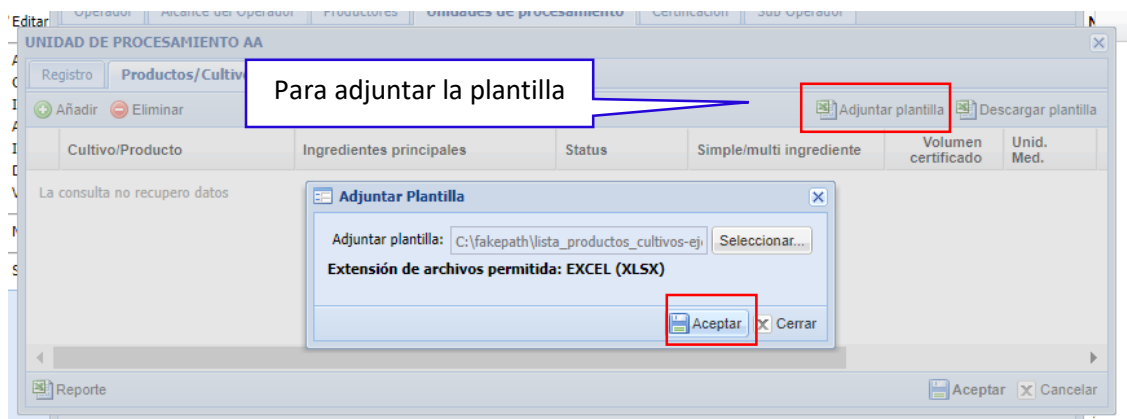 Editar Operador Alcance del Operador Productores Unidades de procesamiento Certificación Sub Operador
UNIDAD DE PROCESAMIENTO AA
Registro Productos/Cultivo
Para adjuntar la plantilla
Añadir Eliminar Adjuntar plantilla Descargar plantilla
Cultivo/Producto Ingredientes principales Status Simple/multi ingrediente Volumen certificado Unid. Med.
La consulta no recupero datos
Adjuntar Plantilla
Adjuntar plantilla: C:\fakepath\lista_productos_cultivos-ej Seleccionar...
Extensión de archivos permitida: EXCEL (XLSX)
Aceptar Cerrar
Reporte Aceptar Cancelar